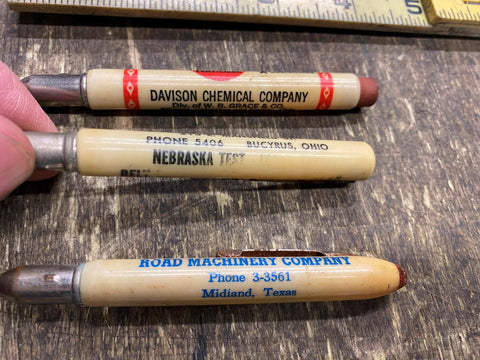 5
DAVISON CHEMICAL COMPANY
Div. of W. R. GRACE & CO.
PHONE 5406 BUCYRUS, OHIO
NEBRASKA TEST
ROAD MACHINERY COMPANY
Phone 3-3561
Midland, Texas